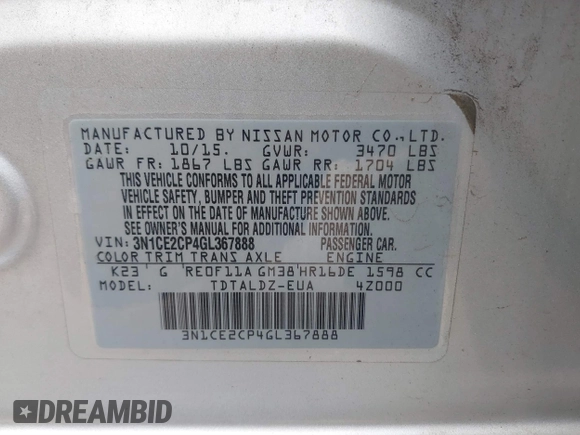 MANUFACTURED BY NISSAN MOTOR CO.,LTD.
DATE: 10/15. GVWR: 3470 LBS
GAWR FR: 1867 LBS GAWR RR: 1704 LBS
THIS VEHICLE CONFORMS TO ALL APPLICABLE FEDERAL MOTOR
VEHICLE SAFETY, BUMPER AND THEFT PREVENTION STANDARDS
IN EFFECT ON THE DATE OF MANUFACTURE SHOWN ABOVE.
SEE OWNER'S MANUAL FOR ADDITIONAL INFORMATION
VIN: 3N1CE2CP4GL367888 PASSENGER CAR.
COLOR TRIM TRANS AXLE ENGINE
K23 G RE0F11A GM38 HR16DE 1598 CC
MODEL: TDTALDZ-EUA 4Z000
3N1CE2CP4GL367888
DREAMBID